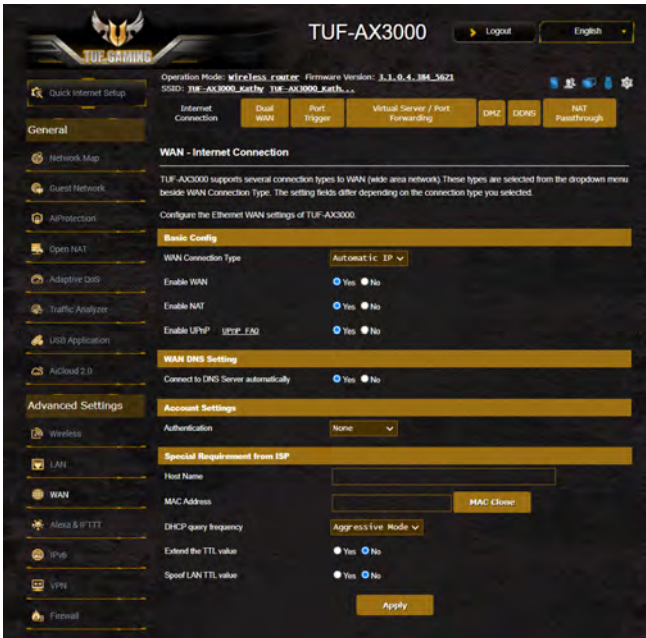 TUF GAMING
TUF-AX3000
Logout
English
Quick Internet Setup
Operation Mode: Wireless router Firmware Version: 3.1.0.4.384_5621
SSID: TUF-AX3000_Kathy TUF-AX3000_Kath...
Internet Connection
Dual WAN
Port Trigger
Virtual Server / Port Forwarding
DMZ
DDNS
NAT Passthrough
General
Network Map
Guest Network
AiProtection
Open NAT
Adaptive QoS
Traffic Analyzer
USB Application
AiCloud 2.0
Advanced Settings
Wireless
LAN
WAN
Alexa & IFTTT
IPv6
VPN
Firewall
WAN - Internet Connection
TUF-AX3000 supports several connection types to WAN (wide area network).These types are selected from the dropdown menu
beside WAN Connection Type. The setting fields differ depending on the connection type you selected.
Configure the Ethernet WAN settings of TUF-AX3000.
Basic Config
WAN Connection Type Automatic IP
Enable WAN Yes No
Enable NAT Yes No
Enable UPnP UPnP FAQ Yes No
WAN DNS Setting
Connect to DNS Server automatically Yes No
Account Settings
Authentication None
Special Requirement from ISP
Host Name
MAC Address MAC Clone
DHCP query frequency Aggressive Mode
Extend the TTL value Yes No
Spoof LAN TTL value Yes No
Apply